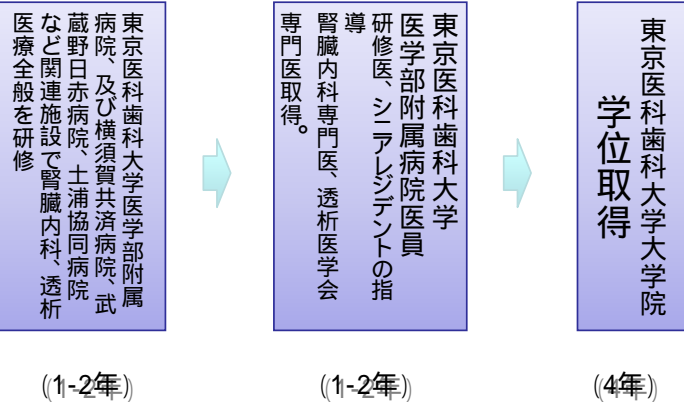 東京医科歯科大学医学部附属
病院、及び横須賀共済病院、武
蔵野日赤病院、土浦協同病院
など関連施設で腎臓内科、透析
医療全般を研修
(1-2年)
東京医科歯科大学
医学部附属病院医員
研修医、シニアレジデントの指
導
腎臓内科専門医、透析医学会
専門医取得。
(1-2年)
東京医科歯科大学大学院
学位取得
(4年)